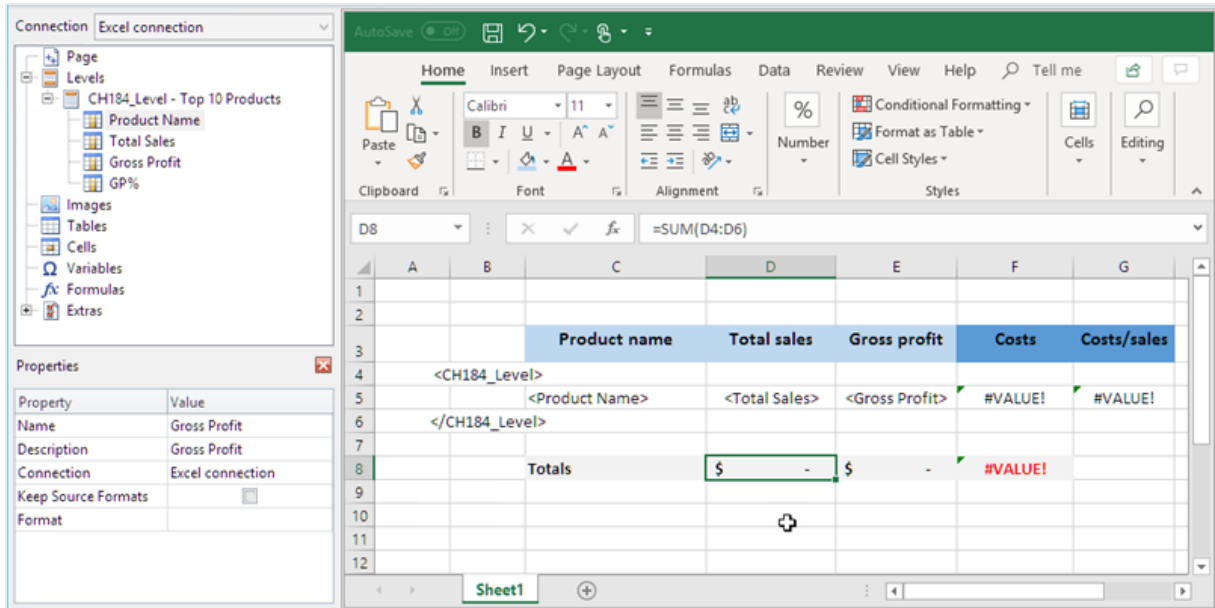 Connection Excel connection
Page
Levels
CH184_Level - Top 10 Products
Product Name
Total Sales
Gross Profit
GP%
Images
Tables
Cells
Variables
Formulas
Extras
Properties
Property Value
Name Gross Profit
Description Gross Profit
Connection Excel connection
Keep Source Formats
Format
AutoSave Off
Home Insert Page Layout Formulas Data Review View Help Tell me
Calibri 11
Paste
B I U A A A
% Number
Conditional Formatting
Format as Table
Cell Styles
Cells Editing
Clipboard Font Alignment Styles
D8 fx =SUM(D4:D6)
A B C D E F G
1
2
3 Product name Total sales Gross profit Costs Costs/sales
4 <CH184_Level>
5 <Product Name> <Total Sales> <Gross Profit> #VALUE! #VALUE!
6 </CH184_Level>
7
8 Totals $ - $ - #VALUE!
9
10
11
12
Sheet1